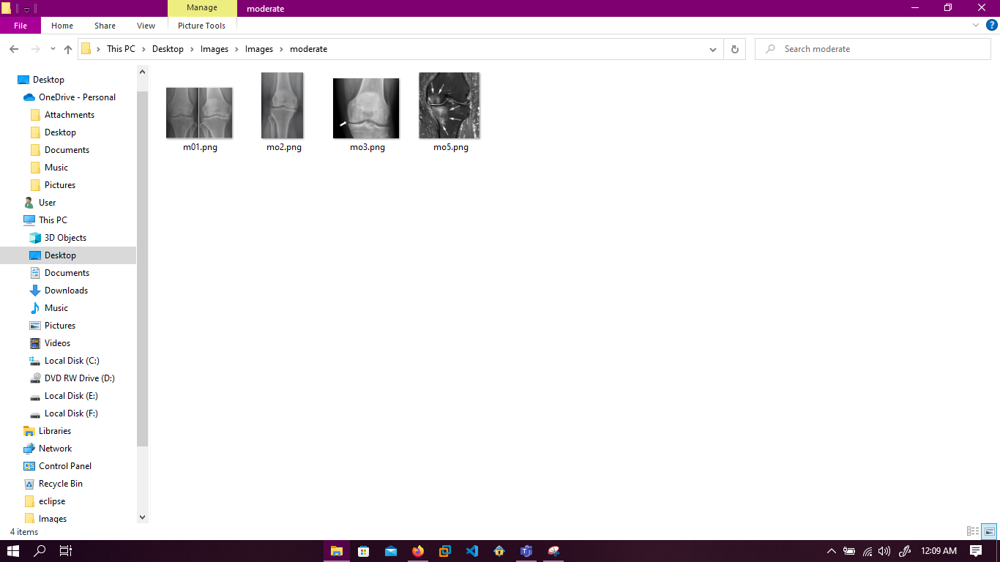 Manage
moderate
File
Home
Share
View
Picture Tools
?
This PC
Desktop
Images
Images
moderate
Search moderate
Desktop
OneDrive - Personal
Attachments
Desktop
Documents
Music
Pictures
User
This PC
3D Objects
Desktop
Documents
Downloads
Music
Pictures
Videos
Local Disk (C:)
DVD RW Drive (D:)
Local Disk (E:)
Local Disk (F:)
Libraries
Network
Control Panel
Recycle Bin
eclipse
Images
m01.png
mo2.png
mo3.png
mo5.png
4 items
12:09 AM